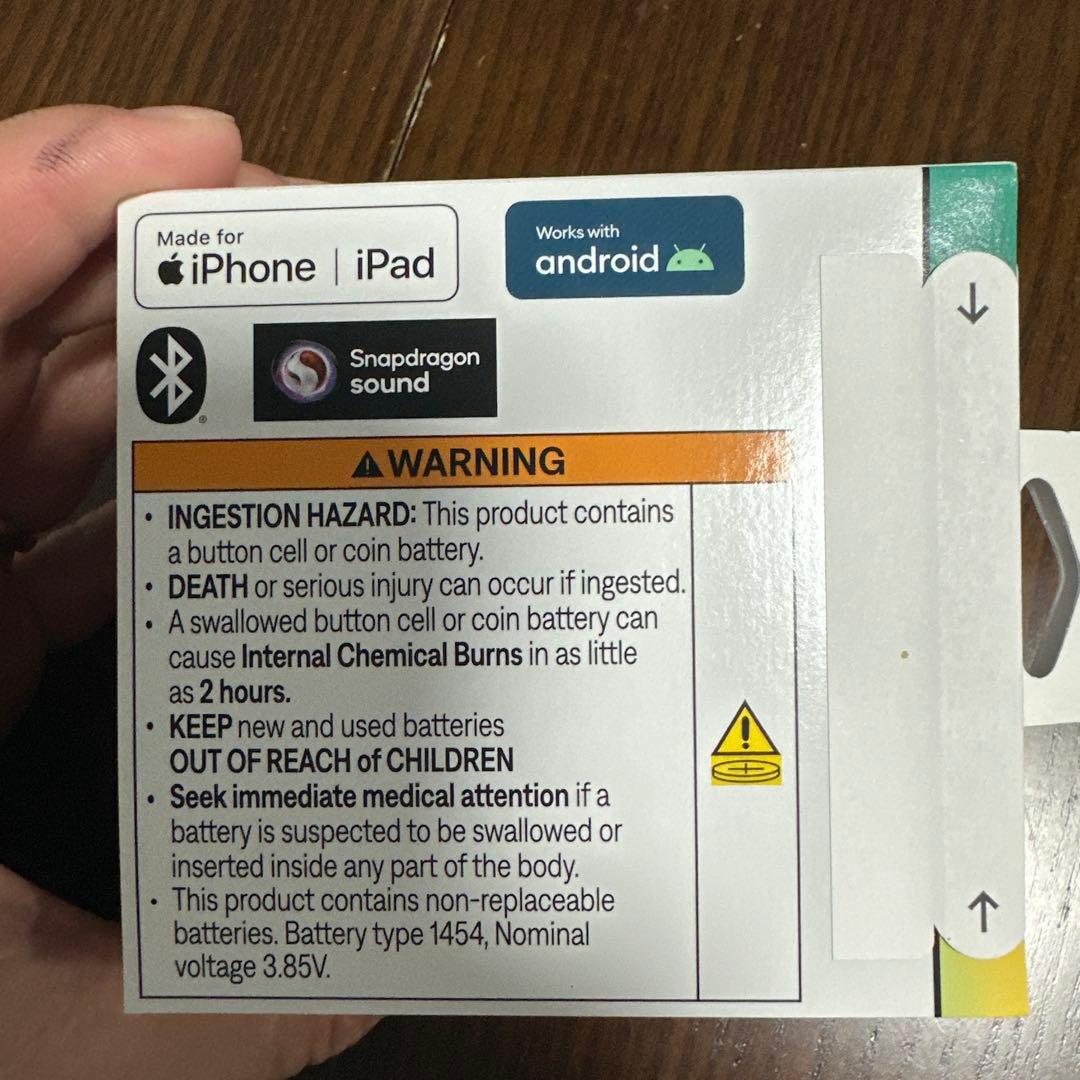 Made for
iPhone | iPad
Works with
android
Snapdragon
sound
WARNING
• INGESTION HAZARD: This product contains
a button cell or coin battery.
• DEATH or serious injury can occur if ingested.
• A swallowed button cell or coin battery can
cause Internal Chemical Burns in as little
as 2 hours.
• KEEP new and used batteries
OUT OF REACH of CHILDREN
• Seek immediate medical attention if a
battery is suspected to be swallowed or
inserted inside any part of the body.
• This product contains non-replaceable
batteries. Battery type 1454, Nominal
voltage 3.85V.